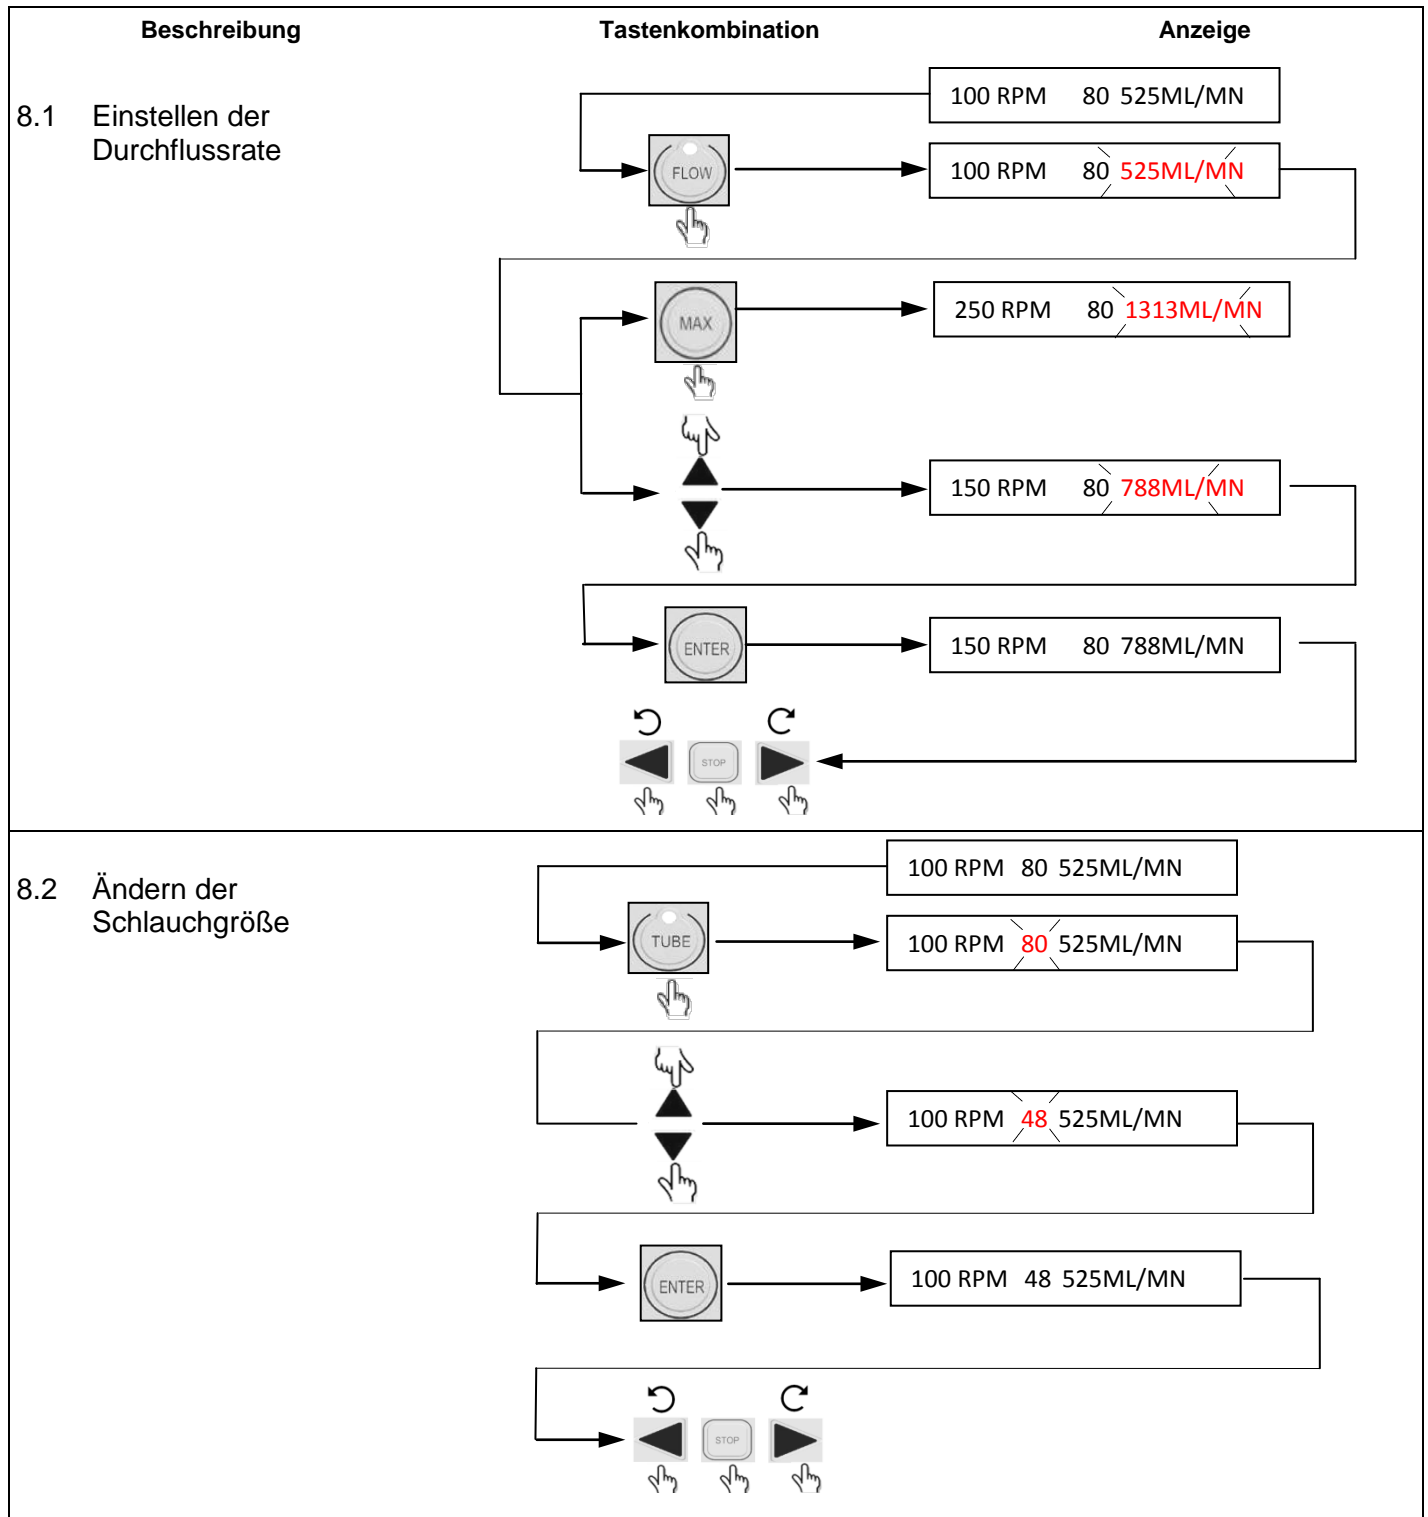 Beschreibung Tastenkombination Anzeige
100 RPM 80 525ML/MN
8.1 Einstellen der
Durchflussrate
FLOW
100 RPM 80 525ML/MN
MAX
250 RPM 80 1313ML/MN
150 RPM 80 788ML/MN
ENTER
150 RPM 80 788ML/MN
STOP
100 RPM 80 525ML/MN
8.2 Ändern der
Schlauchgröße
TUBE
100 RPM 80 525ML/MN
100 RPM 48 525ML/MN
ENTER
100 RPM 48 525ML/MN
STOP